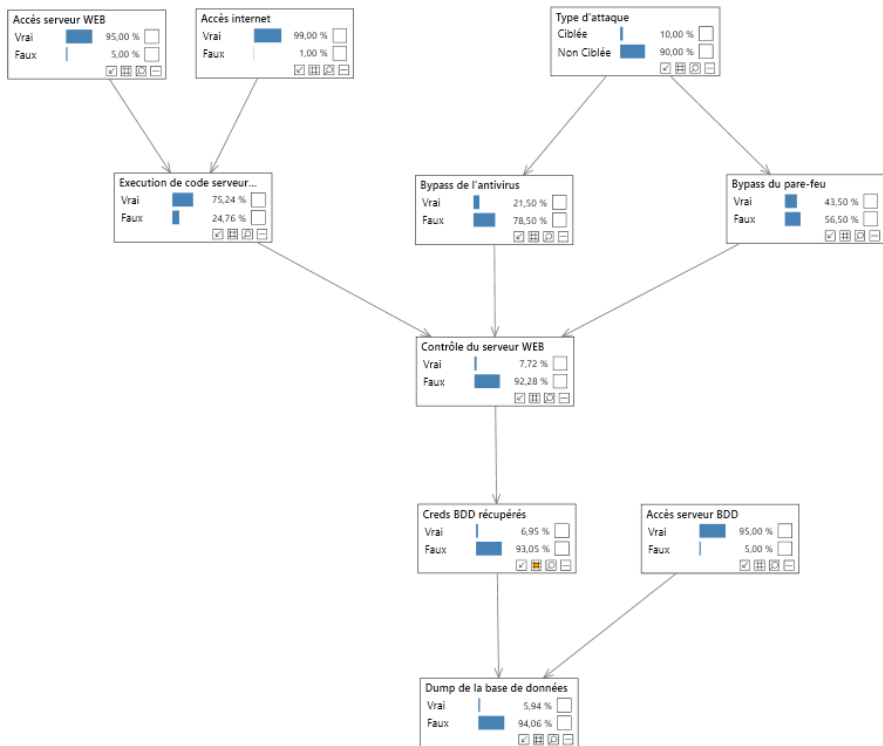 Accès serveur WEB
Vrai 95,00 %
Faux 5,00 %
Accès internet
Vrai 99,00 %
Faux 1,00 %
Type d'attaque
Ciblée 10,00 %
Non Ciblée 90,00 %
Execution de code serveur...
Vrai 75,24 %
Faux 24,76 %
Bypass de l'antivirus
Vrai 21,50 %
Faux 78,50 %
Bypass du pare-feu
Vrai 43,50 %
Faux 56,50 %
Contrôle du serveur WEB
Vrai 7,72 %
Faux 92,28 %
Creds BDD récupérés
Vrai 6,95 %
Faux 93,05 %
Accès serveur BDD
Vrai 95,00 %
Faux 5,00 %
Dump de la base de données
Vrai 5,94 %
Faux 94,06 %